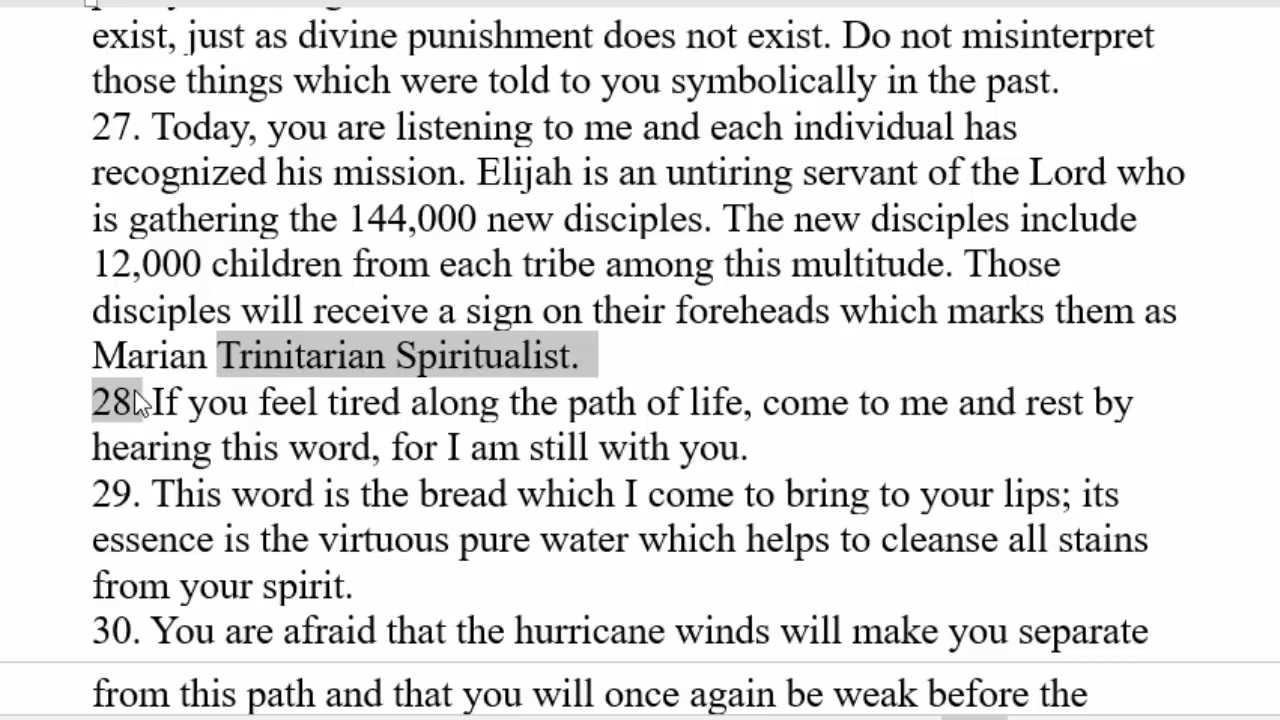 exist, just as divine punishment does not exist. Do not misinterpret
those things which were told to you symbolically in the past.
27. Today, you are listening to me and each individual has
recognized his mission. Elijah is an untiring servant of the Lord who
is gathering the 144,000 new disciples. The new disciples include
12,000 children from each tribe among this multitude. Those
disciples will receive a sign on their foreheads which marks them as
Marian Trinitarian Spiritualist.
28. If you feel tired along the path of life, come to me and rest by
hearing this word, for I am still with you.
29. This word is the bread which I come to bring to your lips; its
essence is the virtuous pure water which helps to cleanse all stains
from your spirit.
30. You are afraid that the hurricane winds will make you separate
from this path and that you will once again be weak before the